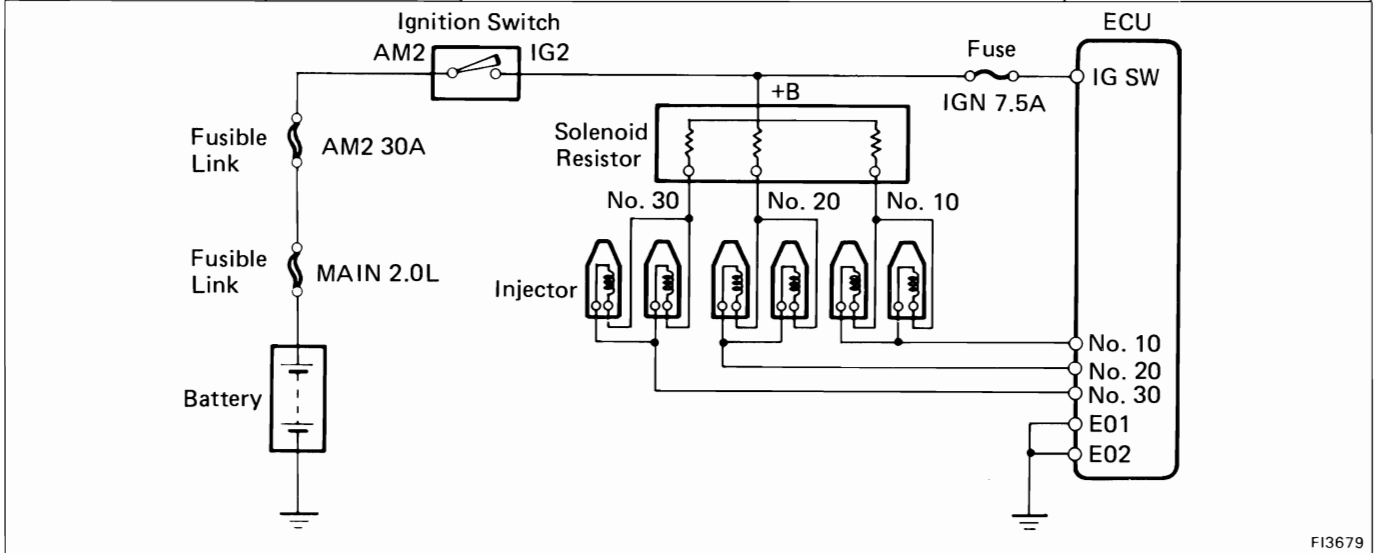 Ignition Switch
AM2
IG2
Fusible
Link
AM2 30A
Fusible
Link
MAIN 2.0L
Battery
+B
Solenoid
Resistor
No. 30
No. 20
No. 10
Injector
Fuse
IGN 7.5A
ECU
IG SW
No. 10
No. 20
No. 30
E01
E02
FI3679